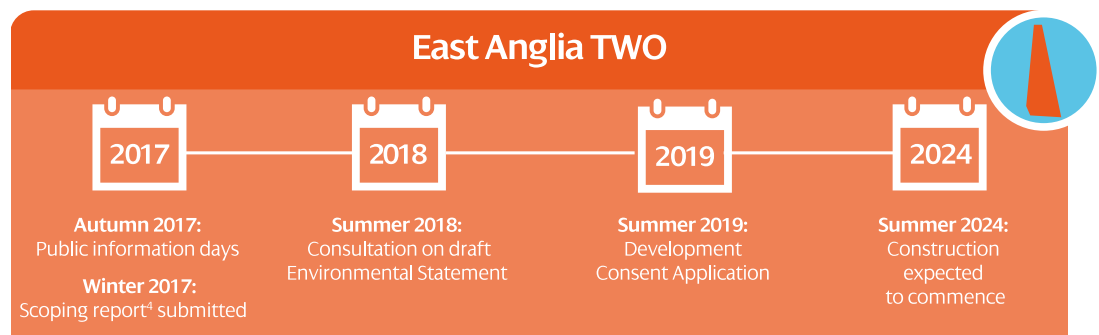 East Anglia TWO
2017
Autumn 2017:
Public information days
Winter 2017:
Scoping report⁴ submitted
2018
Summer 2018:
Consultation on draft
Environmental Statement
2019
Summer 2019:
Development
Consent Application
2024
Summer 2024:
Construction
expected
to commence